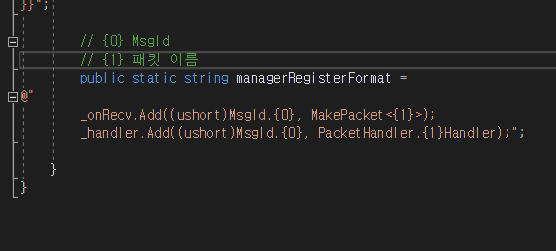 }}";
// {0} MsgId
// {1} 패킷 이름
public static string managerRegisterFormat =
@"
_onRecv.Add((ushort)MsgId.{0}, MakePacket<{1}>);
_handler.Add((ushort)MsgId.{0}, PacketHandler.{1}Handler);";
}
}